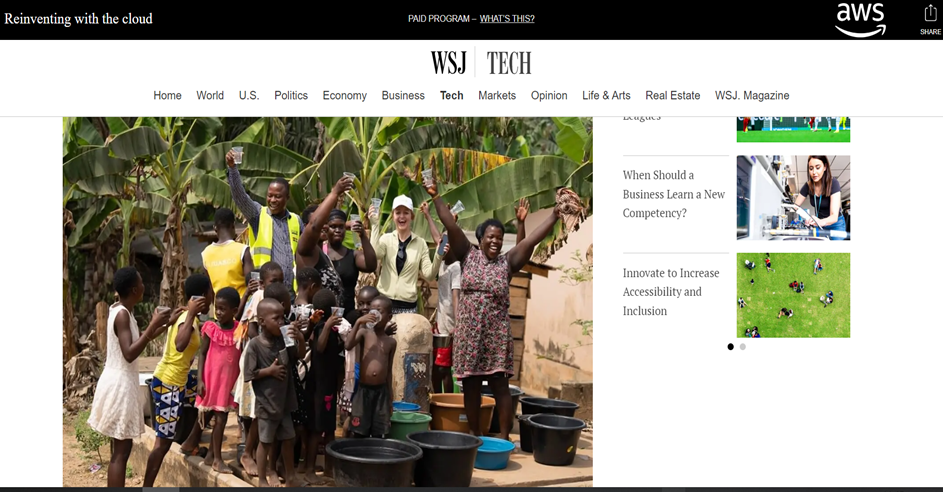 Reinventing with the cloud
PAID PROGRAM – WHAT'S THIS?
aws
SHARE
WSJ TECH
Home World U.S. Politics Economy Business Tech Markets Opinion Life & Arts Real Estate WSJ. Magazine
Leagues
When Should a
Business Learn a New
Competency?
Innovate to Increase
Accessibility and
Inclusion